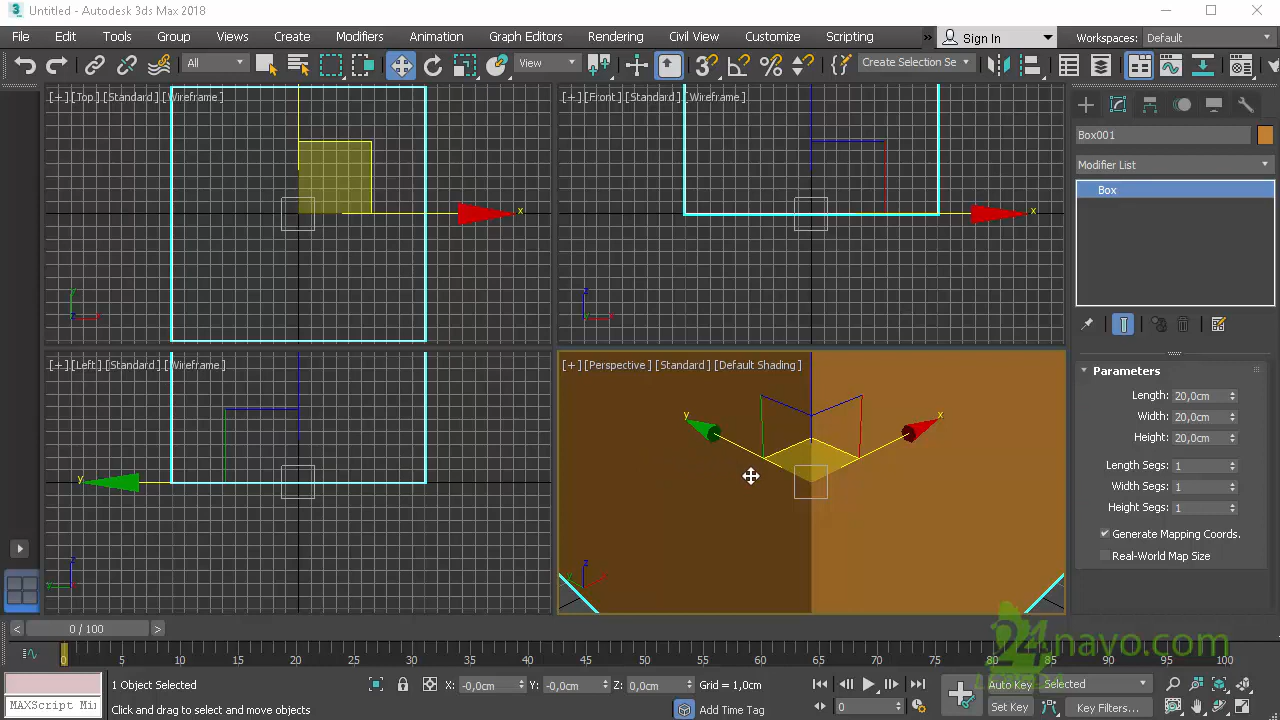 Untitled - Autodesk 3ds Max 2018
File Edit Tools Group Views Create Modifiers Animation Graph Editors Rendering Civil View Customize Scripting » Sign In Workspaces: Default
All View Create Selection Se
[+] [Top] [Standard] [Wireframe]
[+] [Front] [Standard] [Wireframe]
x
x
y
z
x
z
y
x
[+] [Left] [Standard] [Wireframe]
[+] [Perspective] [Standard] [Default Shading]
y
y
x
z
y
z
y
x
Box001
Modifier List
Box
Parameters
Length: 20,0cm
Width: 20,0cm
Height: 20,0cm
Length Segs: 1
Width Segs: 1
Height Segs: 1
Generate Mapping Coords.
Real-World Map Size
< 0 / 100 >
24navo.com
0 5 10 15 20 25 30 35 40 45 50 55 60 65 70 75 80 85 90 95 100
1 Object Selected X: -0,0cm Y: -0,0cm Z: 0,0cm Grid = 1,0cm Auto Key Selected
MAXScript Mi
Click and drag to select and move objects Add Time Tag 0 Set Key Key Filters...